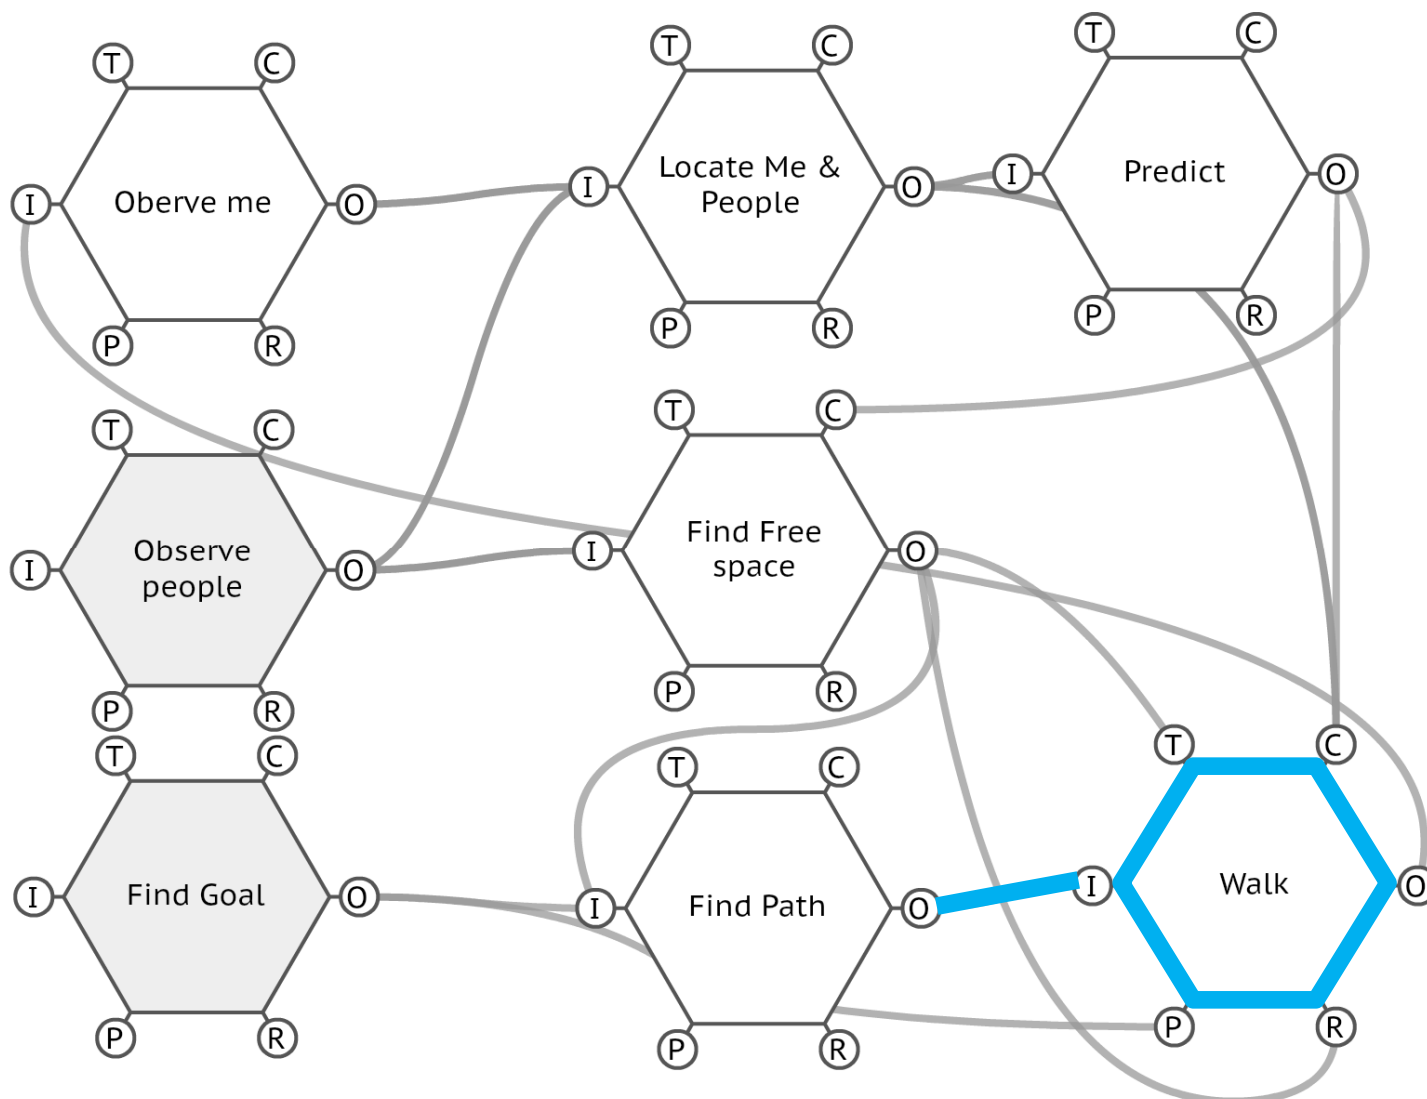 T
C
I
Oberve me
O
P
R
T
C
I
Locate Me &
People
O
P
R
T
C
I
Predict
O
P
R
T
C
I
Observe
people
O
P
R
T
C
I
Find Free
space
O
P
R
T
C
I
Find Goal
O
P
R
T
C
I
Find Path
O
P
R
T
C
I
Walk
O
P
R